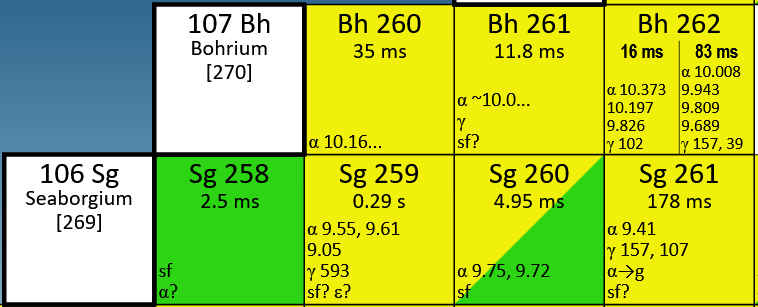 107 Bh
Bohrium
[270]
Bh 260
35 ms
α 10.16...
Bh 261
11.8 ms
α ~10.0...
γ
sf?
Bh 262
16 ms
α 10.373
10.197
9.826
γ 102
83 ms
α 10.008
9.943
9.809
9.689
γ 157, 39
106 Sg
Seaborgium
[269]
Sg 258
2.5 ms
sf
α?
Sg 259
0.29 s
α 9.55, 9.61
9.05
γ 593
sf? ε?
Sg 260
4.95 ms
α 9.75, 9.72
sf
Sg 261
178 ms
α 9.41
γ 157, 107
α→g
sf?